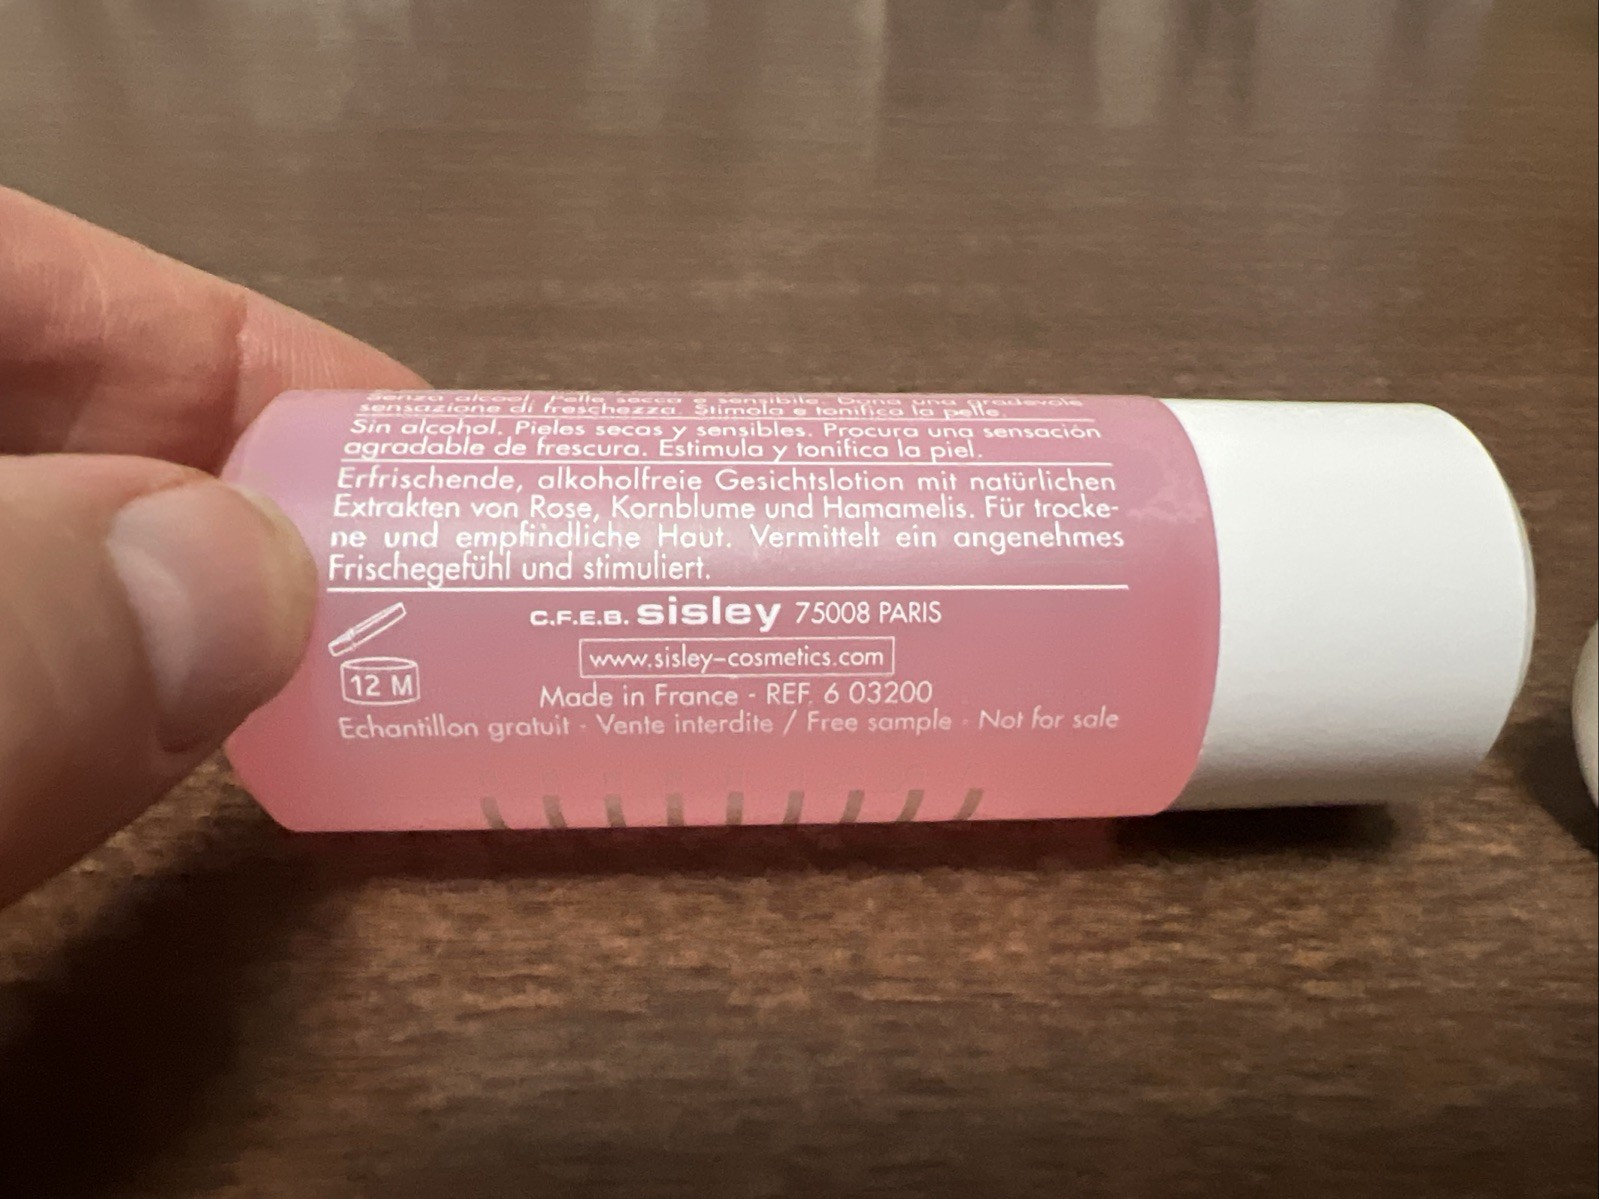 Senza alcool. Pelle secca e sensibile. Dona una gradevole
sensazione di freschezza. Stimola e tonifica la pelle.
Sin alcohol. Pieles secas y sensibles. Procura una sensación
agradable de frescura. Estimula y tonifica la piel.
Erfrischende, alkoholfreie Gesichtslotion mit natürlichen
Extrakten von Rose, Kornblume und Hamamelis. Für trocke-
ne und empfindliche Haut. Vermittelt ein angenehmes
Frischegefühl und stimuliert.
C.F.E.B. sisley 75008 PARIS
www.sisley-cosmetics.com
12 M
Made in France - REF. 6 03200
Echantillon gratuit - Vente interdite / Free sample - Not for sale